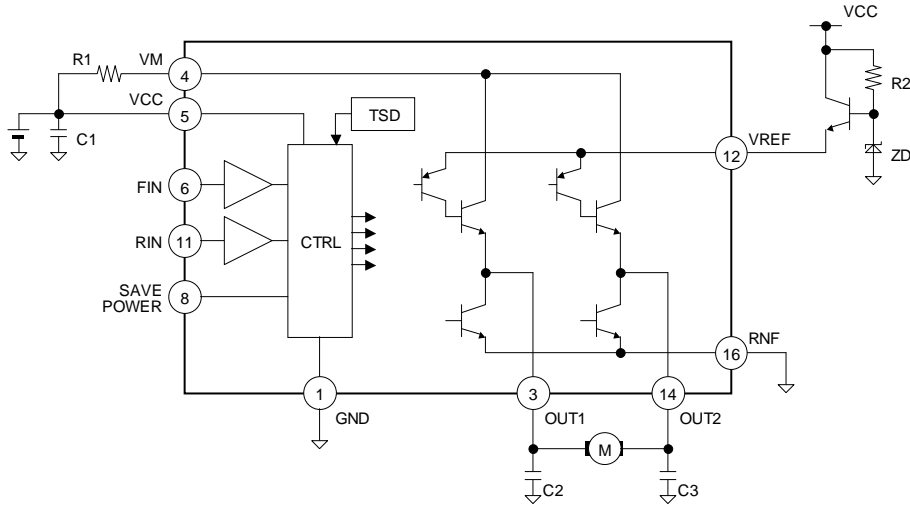 VCC
R1
VM
4
R2
VCC
5
TSD
C1
VREF
12
ZD
6
FIN
RIN
11
CTRL
SAVE
POWER
8
RNF
16
1
GND
3
OUT1
14
OUT2
M
C2
C3